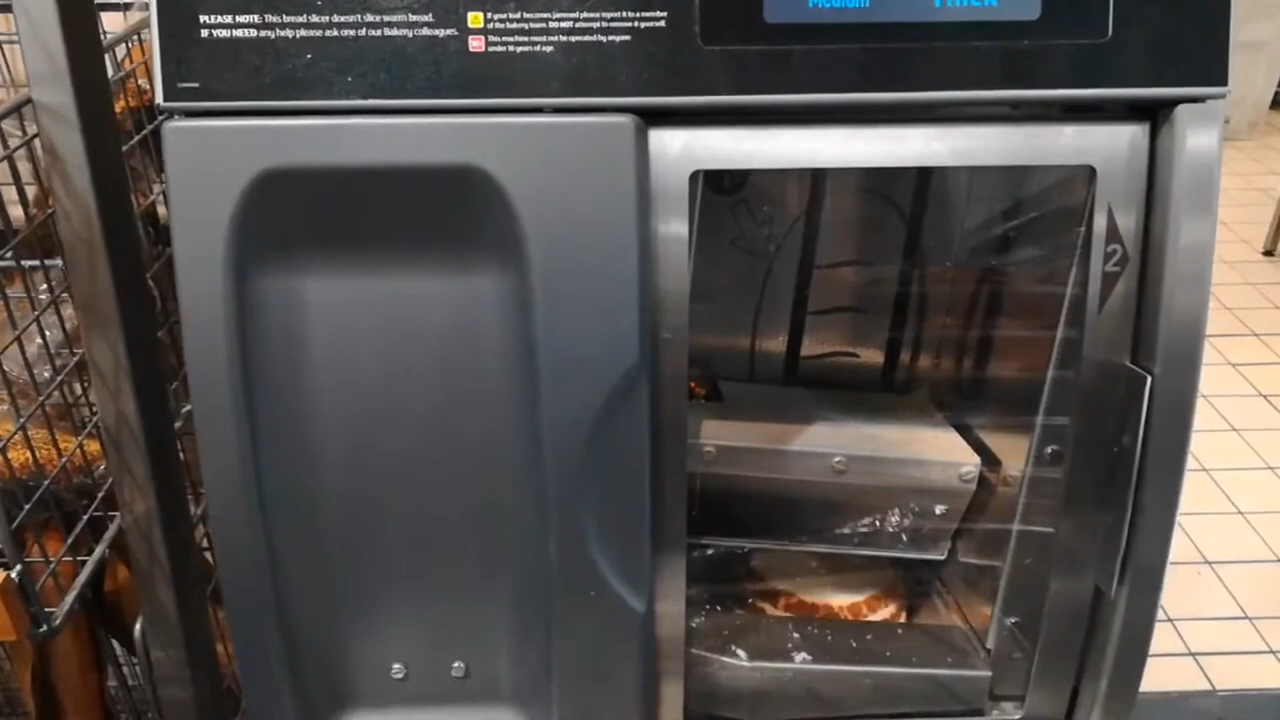 PLEASE NOTE: This bread slicer doesn't slice warm bread.
IF YOU NEED any help please ask one of our Bakery colleagues.
If your loaf becomes jammed please report it to a member
of the bakery team. DO NOT attempt to remove it yourself.
This machine must not be operated by anyone
under 16 years of age.
Medium THICK
2